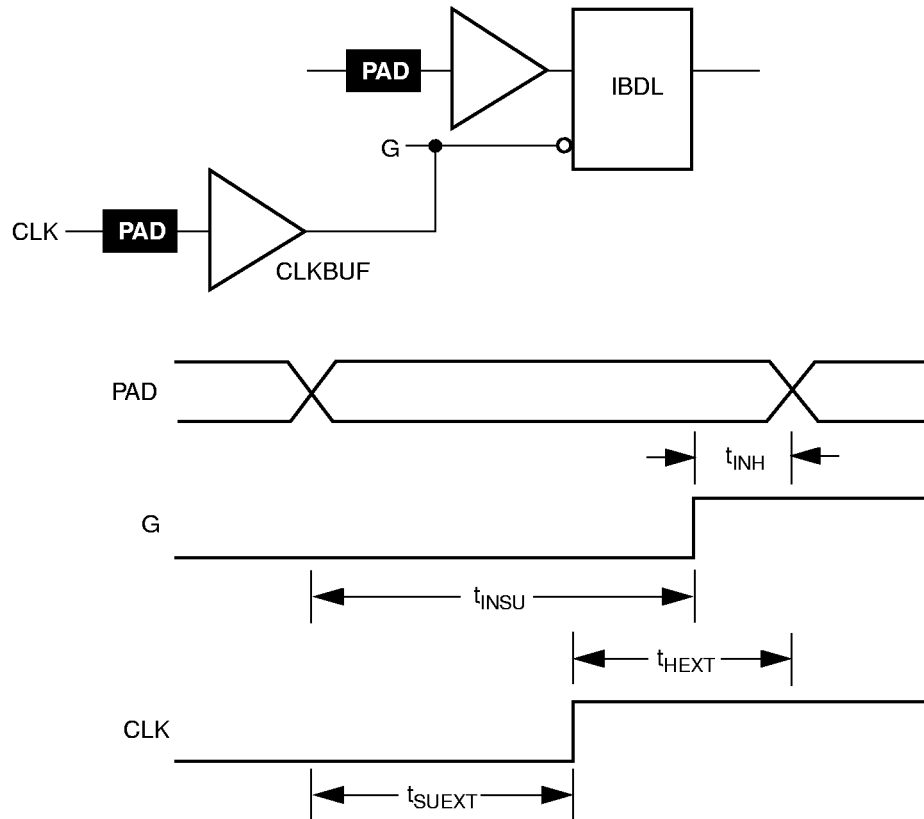 PAD
IBDL
G
CLK PAD
CLKBUF
PAD
tINH
G
tINSU
tHEXT
CLK
tSUEXT